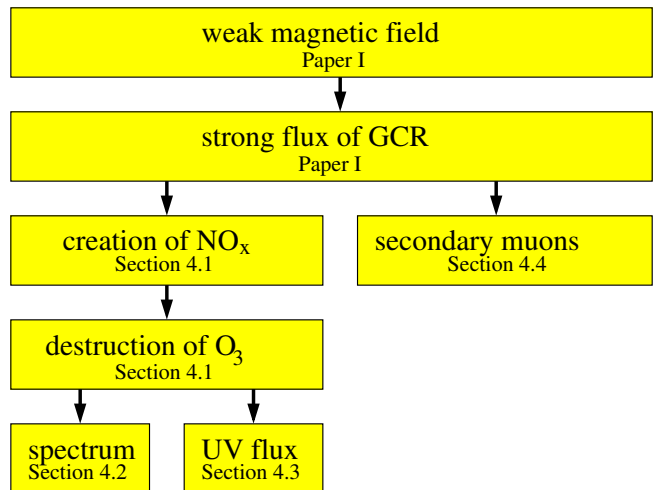 weak magnetic field
Paper I
strong flux of GCR
Paper I
creation of NOₓ
Section 4.1
secondary muons
Section 4.4
destruction of O₃
Section 4.1
spectrum
Section 4.2
UV flux
Section 4.3